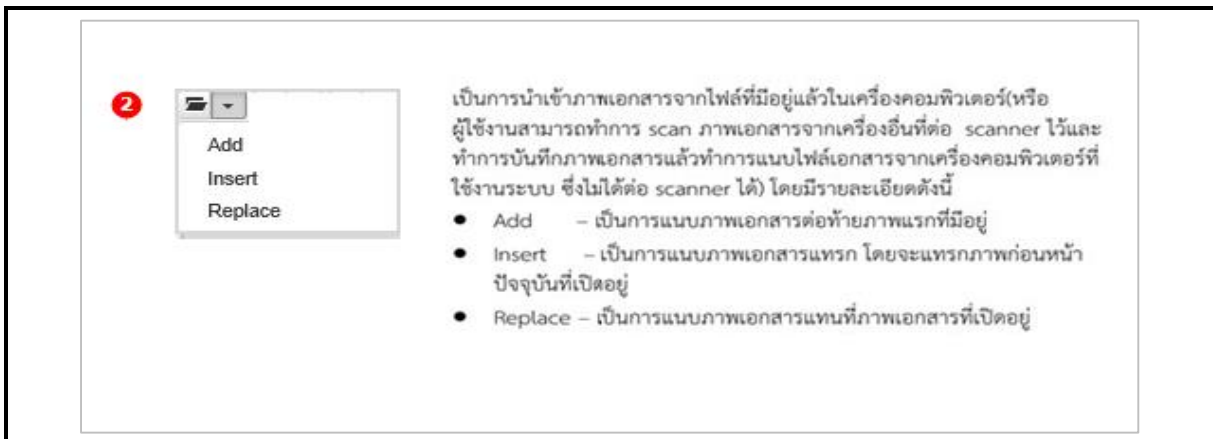 2
Add
Insert
Replace
เป็นการนำเข้าภาพเอกสารจากไฟล์ที่มีอยู่แล้วในเครื่องคอมพิวเตอร์(หรือ
ผู้ใช้งานสามารถทำการ scan ภาพเอกสารจากเครื่องอื่นที่ต่อ scanner ไว้และ
ทำการบันทึกภาพเอกสารแล้วทำการแนบไฟล์เอกสารจากเครื่องคอมพิวเตอร์ที่
ใช้งานระบบ ซึ่งไม่ได้ต่อ scanner ได้) โดยมีรายละเอียดดังนี้
● Add – เป็นการแนบภาพเอกสารต่อท้ายภาพแรกที่มีอยู่
● Insert – เป็นการแนบภาพเอกสารแทรก โดยจะแทรกภาพก่อนหน้า
ปัจจุบันที่เปิดอยู่
● Replace – เป็นการแนบภาพเอกสารแทนที่ภาพเอกสารที่เปิดอยู่